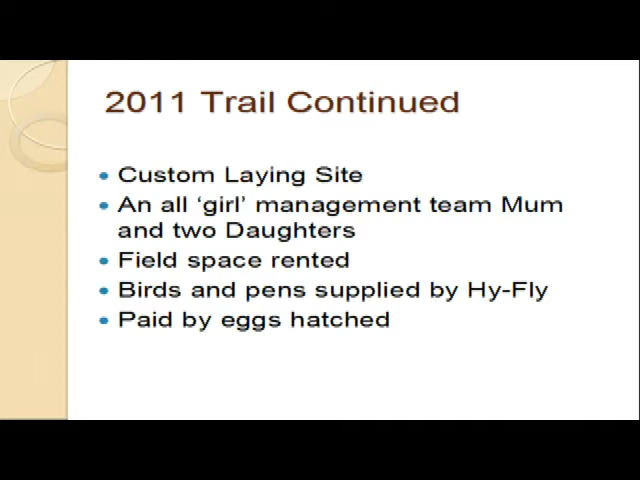 2011 Trail Continued
Custom Laying Site
An all ‘girl’ management team Mum
and two Daughters
Field space rented
Birds and pens supplied by Hy-Fly
Paid by eggs hatched